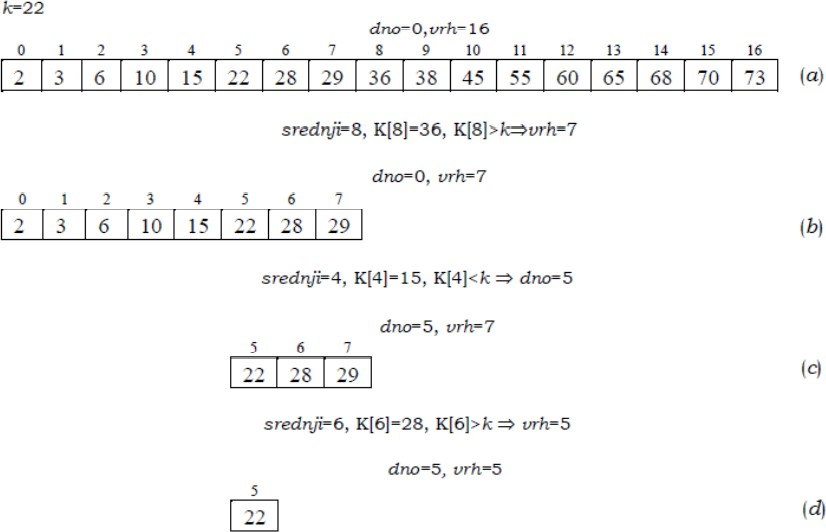 k=22
dno=0,vrh=16
0 1 2 3 4 5 6 7 8 9 10 11 12 13 14 15 16
2 3 6 10 15 22 28 29 36 38 45 55 60 65 68 70 73 (a)
srednji=8, K[8]=36, K[8]>k⇒vrh=7
dno=0, vrh=7
0 1 2 3 4 5 6 7
2 3 6 10 15 22 28 29 (b)
srednji=4, K[4]=15, K[4]<k ⇒ dno=5
dno=5, vrh=7
5 6 7
22 28 29 (c)
srednji=6, K[6]=28, K[6]>k ⇒ vrh=5
dno=5, vrh=5
5
22 (d)